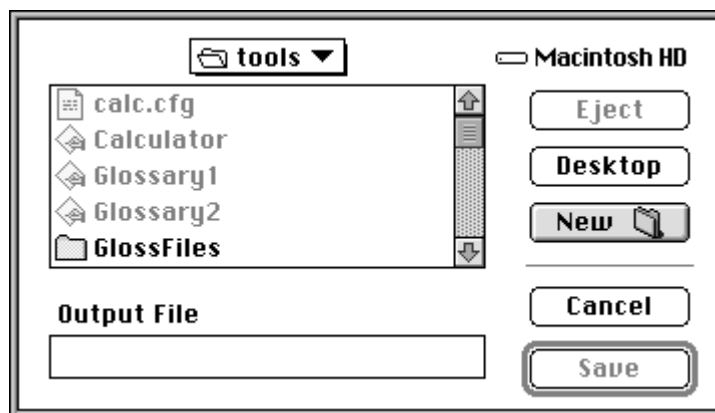 tools
Macintosh HD
calc.cfg
Calculator
Glossary1
Glossary2
GlossFiles
Eject
Desktop
New
Output File
Cancel
Save